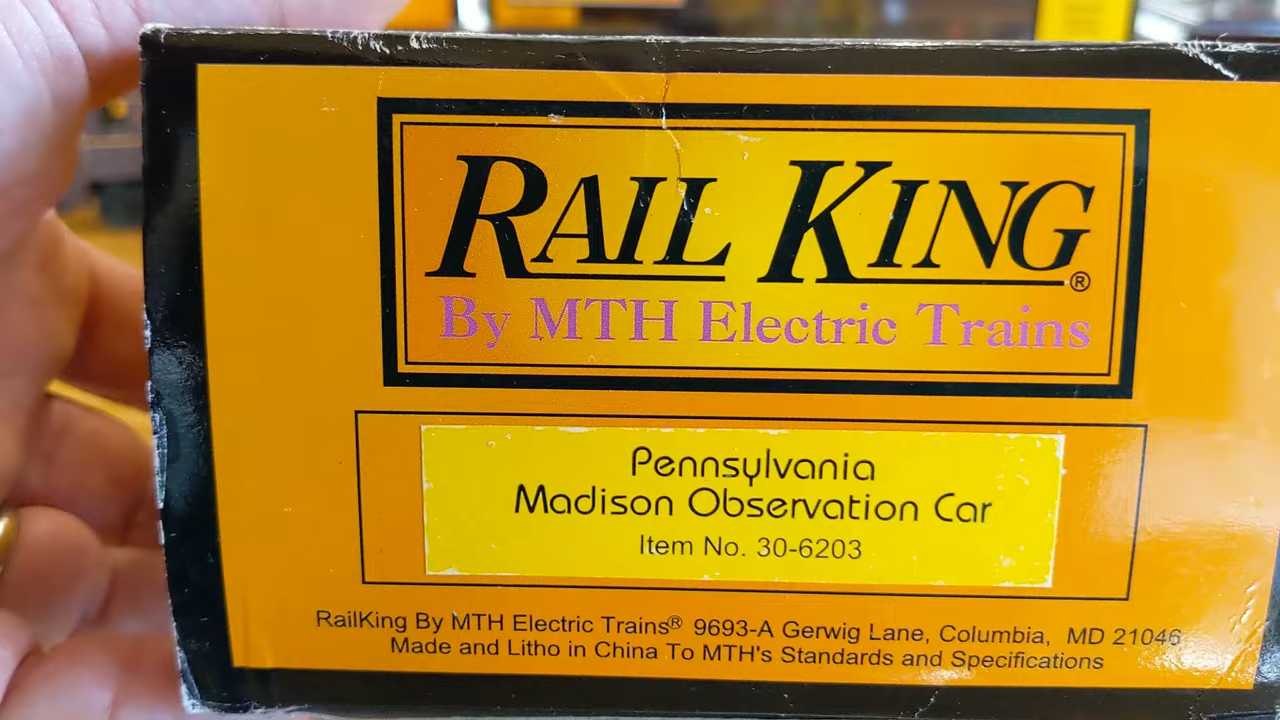 RAIL KING®
By MTH Electric Trains
Pennsylvania
Madison Observation Car
Item No. 30-6203
RailKing By MTH Electric Trains® 9693-A Gerwig Lane, Columbia, MD 21046
Made and Litho in China To MTH's Standards and Specifications